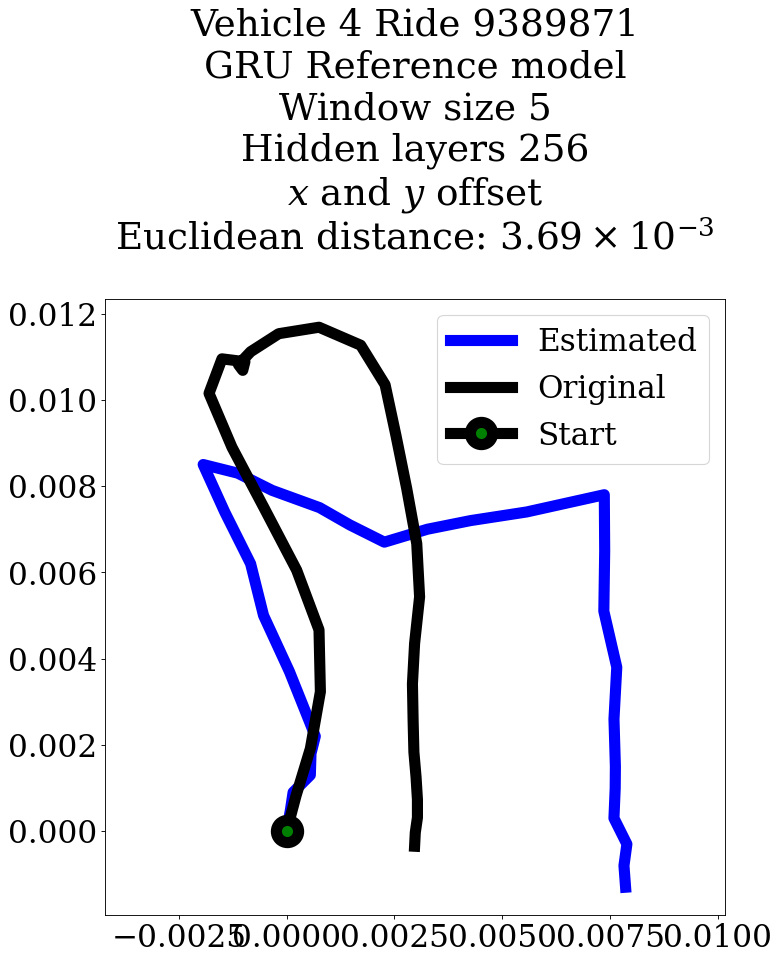 Vehicle 4 Ride 9389871
GRU Reference model
Window size 5
Hidden layers 256
x and y offset
Euclidean distance: 3.69 × 10⁻³
Estimated
Original
Start
0.012
0.010
0.008
0.006
0.004
0.002
0.000
−0.0025 0.0000 0.0025 0.0050 0.0075 0.0100